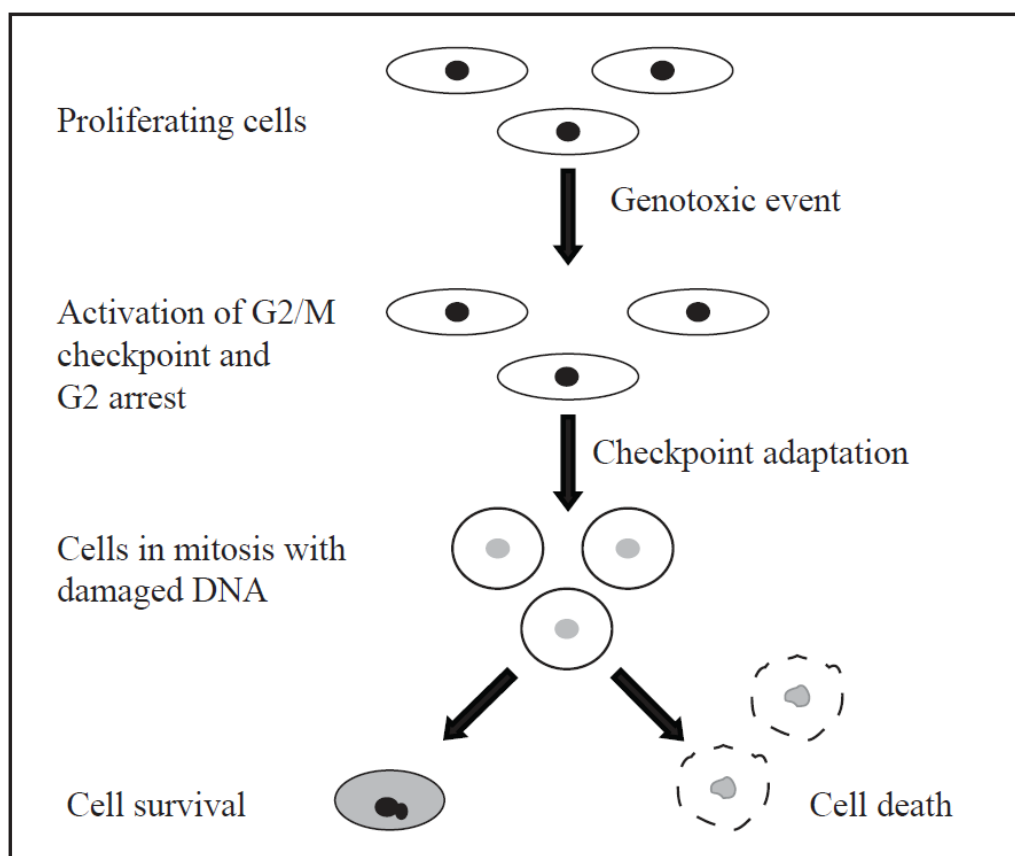 Proliferating cells
Genotoxic event
Activation of G2/M
checkpoint and
G2 arrest
Checkpoint adaptation
Cells in mitosis with
damaged DNA
Cell survival
Cell death